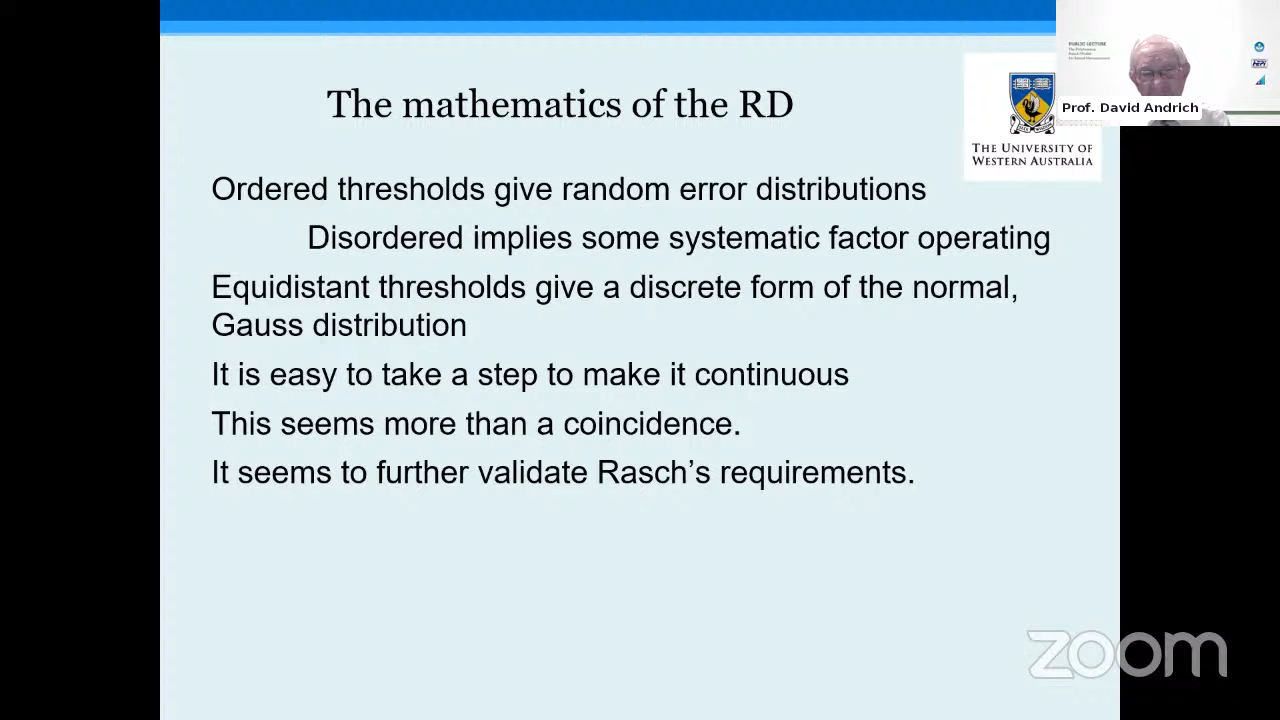 The mathematics of the RD
PUBLIC LECTURE
Prof. David Andrich
THE UNIVERSITY OF
WESTERN AUSTRALIA
Ordered thresholds give random error distributions
Disordered implies some systematic factor operating
Equidistant thresholds give a discrete form of the normal,
Gauss distribution
It is easy to take a step to make it continuous
This seems more than a coincidence.
It seems to further validate Rasch’s requirements.
zoom